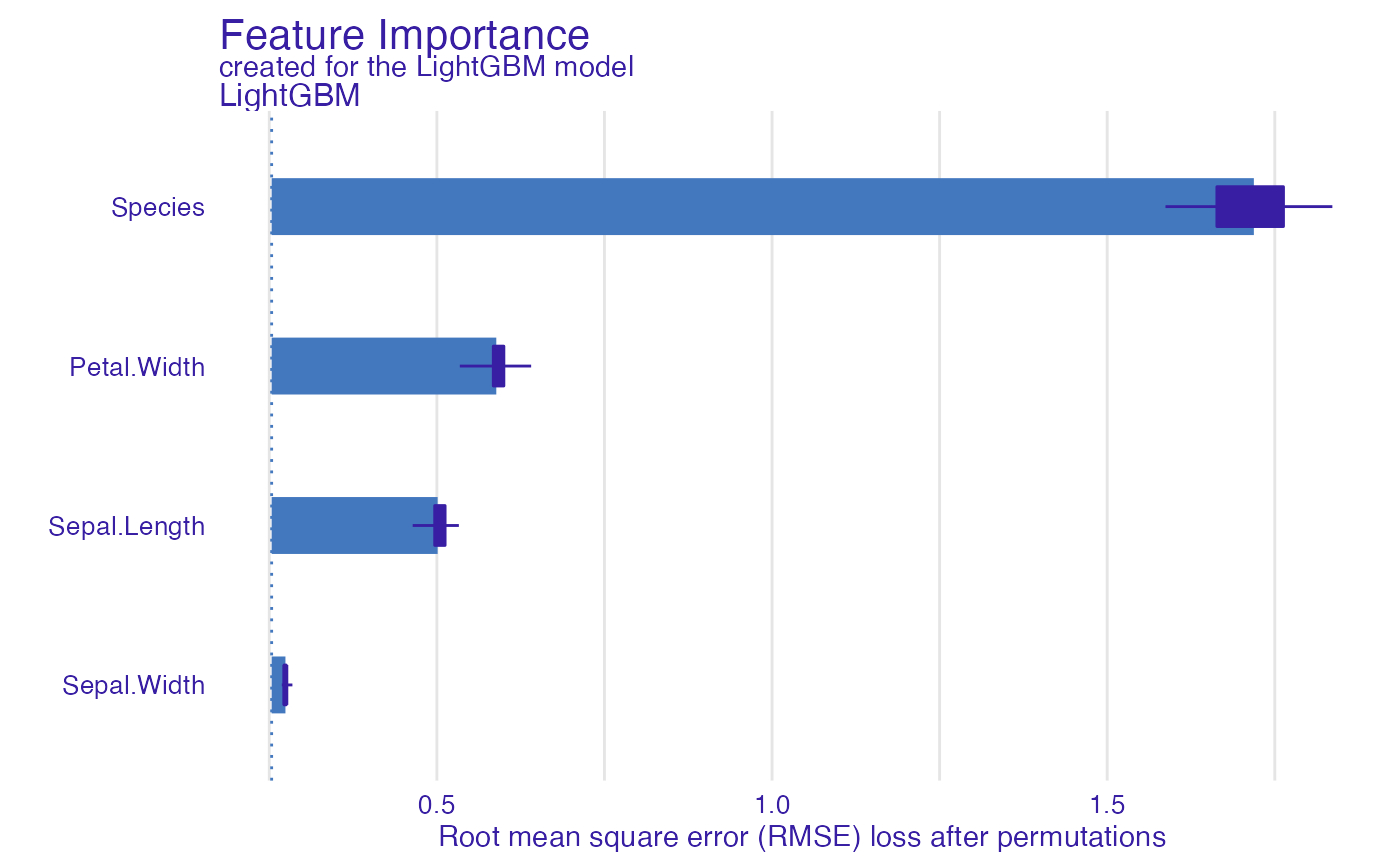 Feature Importance
created for the LightGBM model
LightGBM
Species
Petal.Width
Sepal.Length
Sepal.Width
0.5 1.0 1.5
Root mean square error (RMSE) loss after permutations